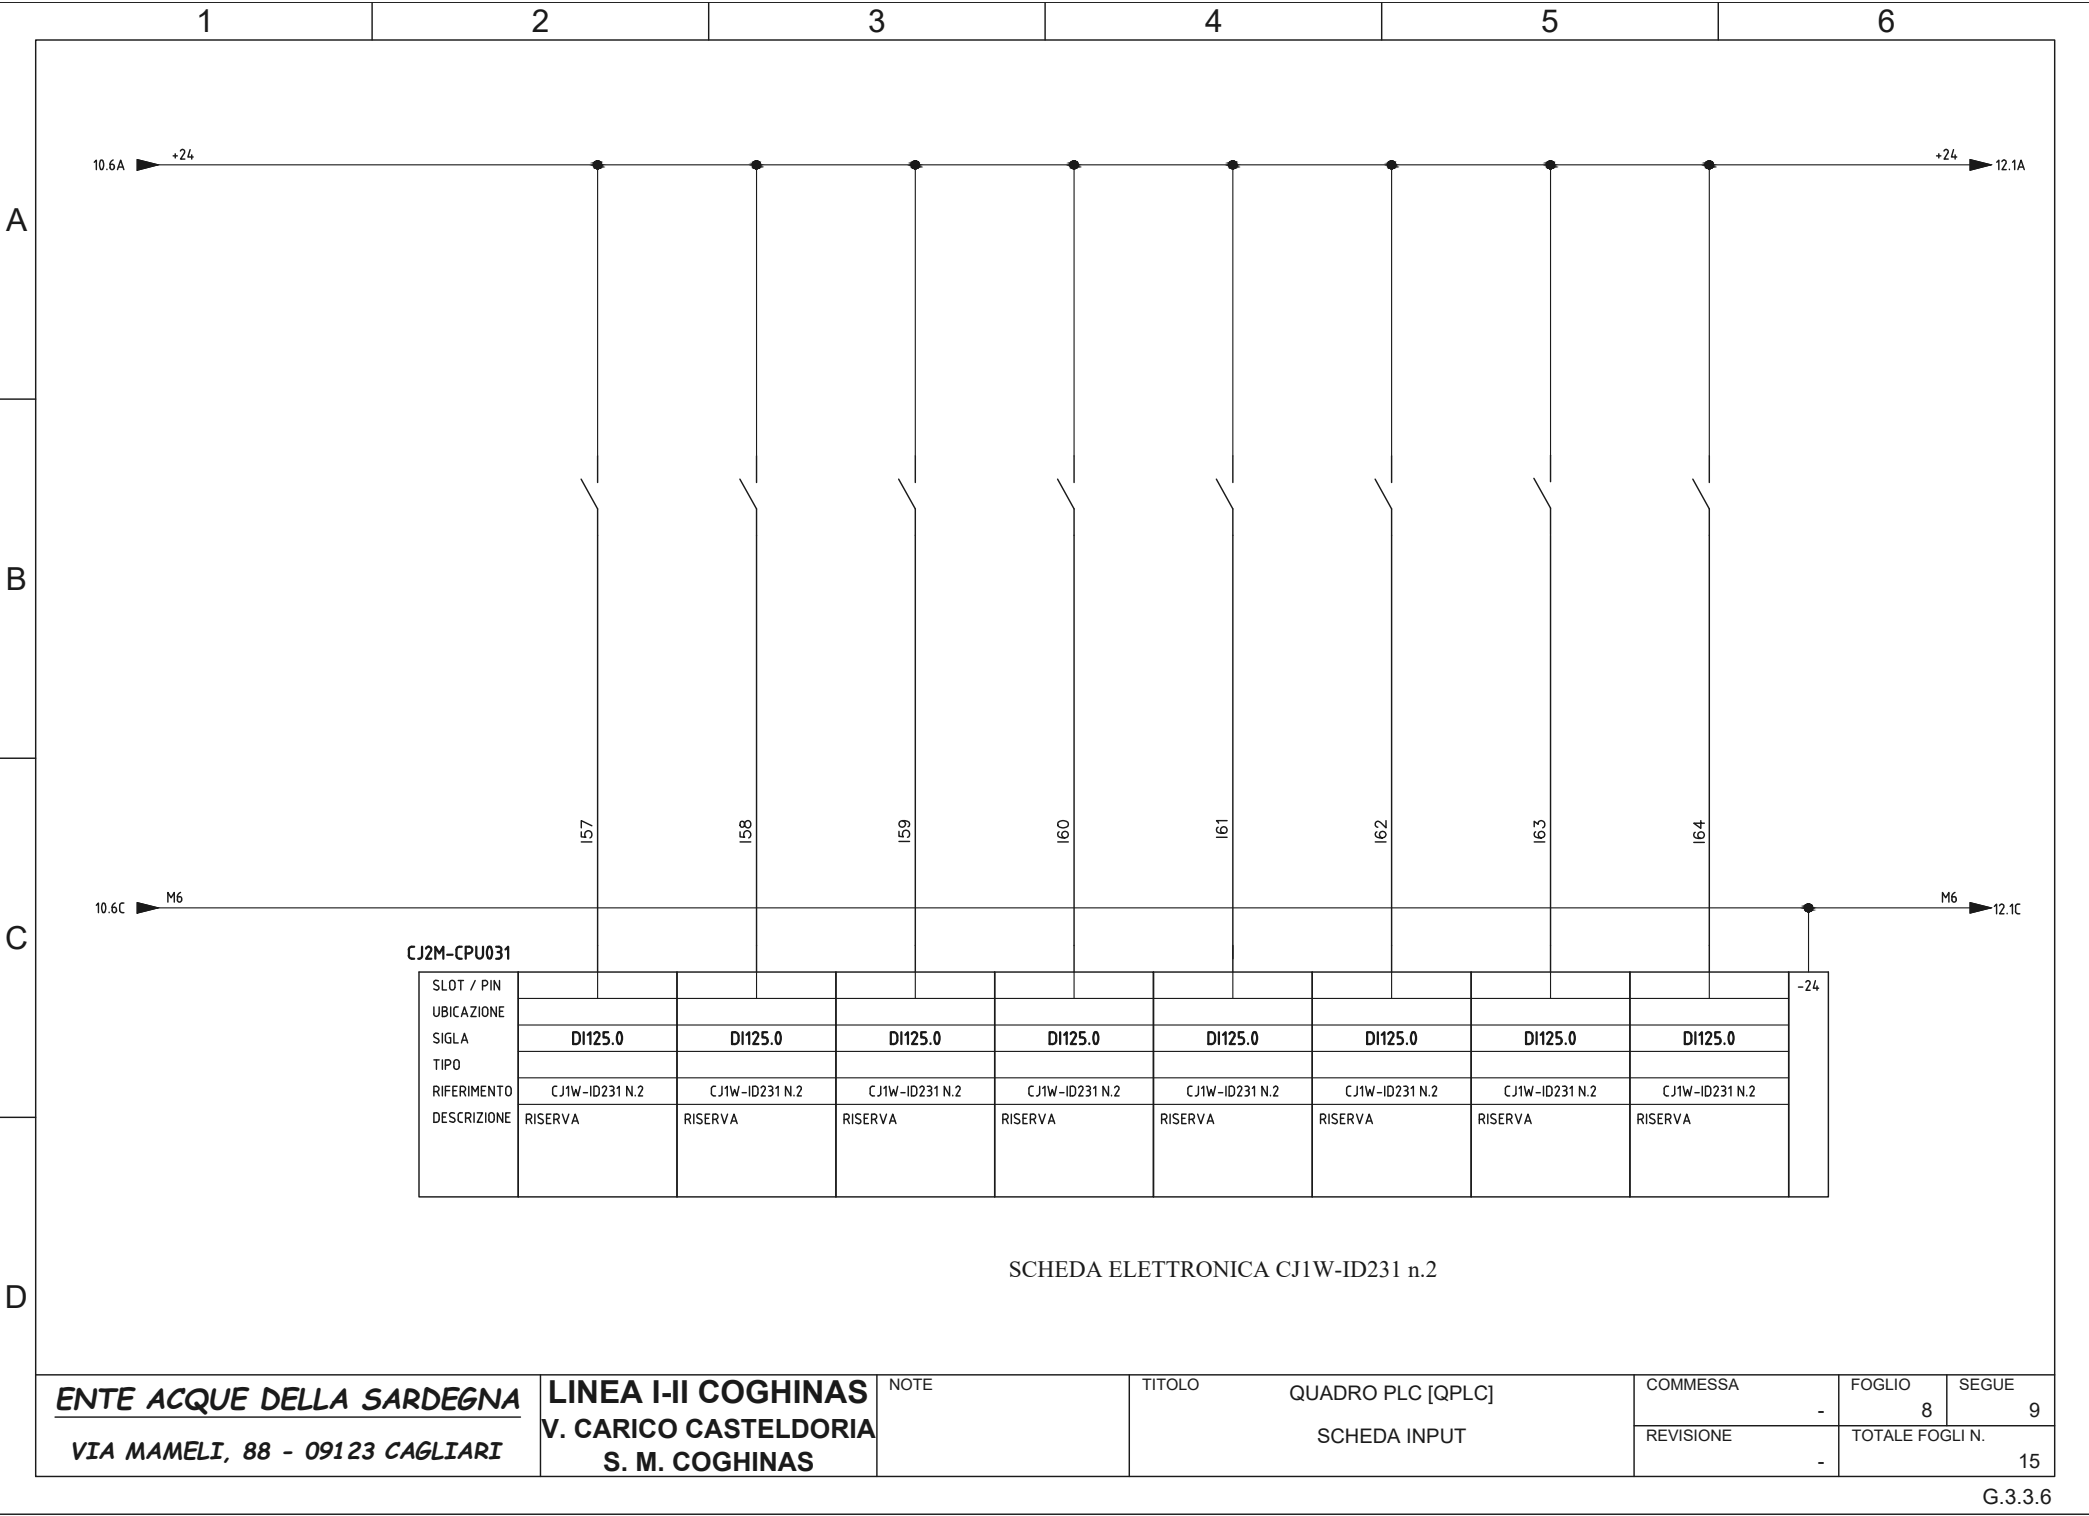 1 2 3 4 5 6
10.6A +24 +24 12.1A
A
B
I57 I58 I59 I60 I61 I62 I63 I64
10.6C M6 M6 12.1C
C
CJ2M-CPU031
SLOT / PIN -24
UBICAZIONE
SIGLA DI125.0 DI125.0 DI125.0 DI125.0 DI125.0 DI125.0 DI125.0 DI125.0
TIPO
RIFERIMENTO CJ1W-ID231 N.2 CJ1W-ID231 N.2 CJ1W-ID231 N.2 CJ1W-ID231 N.2 CJ1W-ID231 N.2 CJ1W-ID231 N.2 CJ1W-ID231 N.2 CJ1W-ID231 N.2
DESCRIZIONE RISERVA RISERVA RISERVA RISERVA RISERVA RISERVA RISERVA RISERVA
SCHEDA ELETTRONICA CJ1W-ID231 n.2
D
ENTE ACQUE DELLA SARDEGNA
VIA MAMELI, 88 - 09123 CAGLIARI
LINEA I-II COGHINAS
V. CARICO CASTELDORIA
S. M. COGHINAS
NOTE
TITOLO
QUADRO PLC [QPLC]
SCHEDA INPUT
COMMESSA
-
REVISIONE
-
FOGLIO
8
SEGUE
9
TOTALE FOGLI N.
15
G.3.3.6